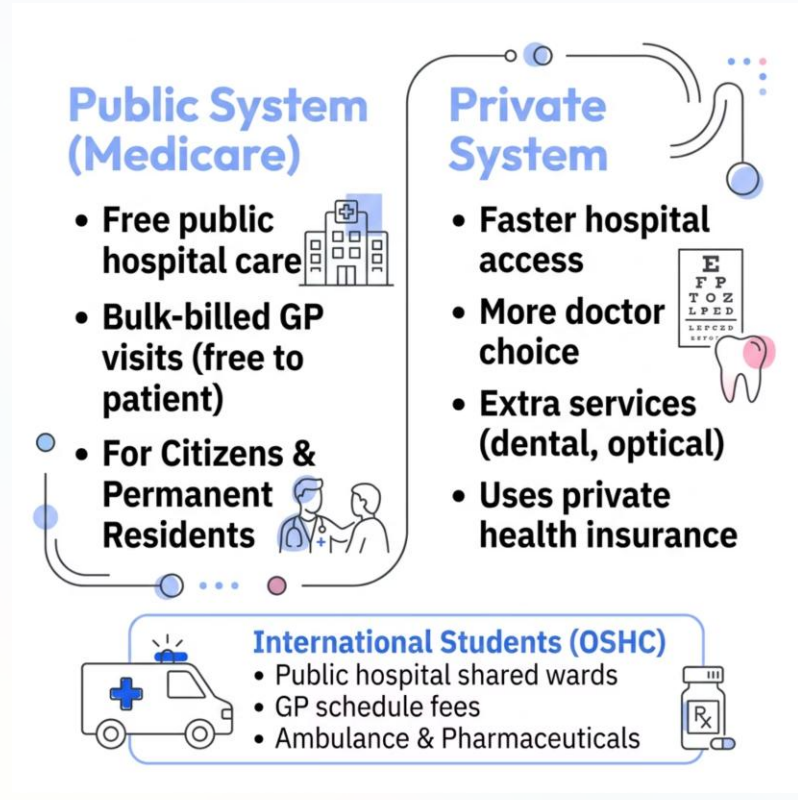 Public System
(Medicare)
• Free public
hospital care
• Bulk-billed GP
visits (free to
patient)
• For Citizens &
Permanent
Residents
Private
System
• Faster hospital
access
• More doctor
choice
• Extra services
(dental, optical)
• Uses private
health insurance
E
F P
T O Z
L P E D
L E P C Z D
International Students (OSHC)
• Public hospital shared wards
• GP schedule fees
• Ambulance & Pharmaceuticals
Rx